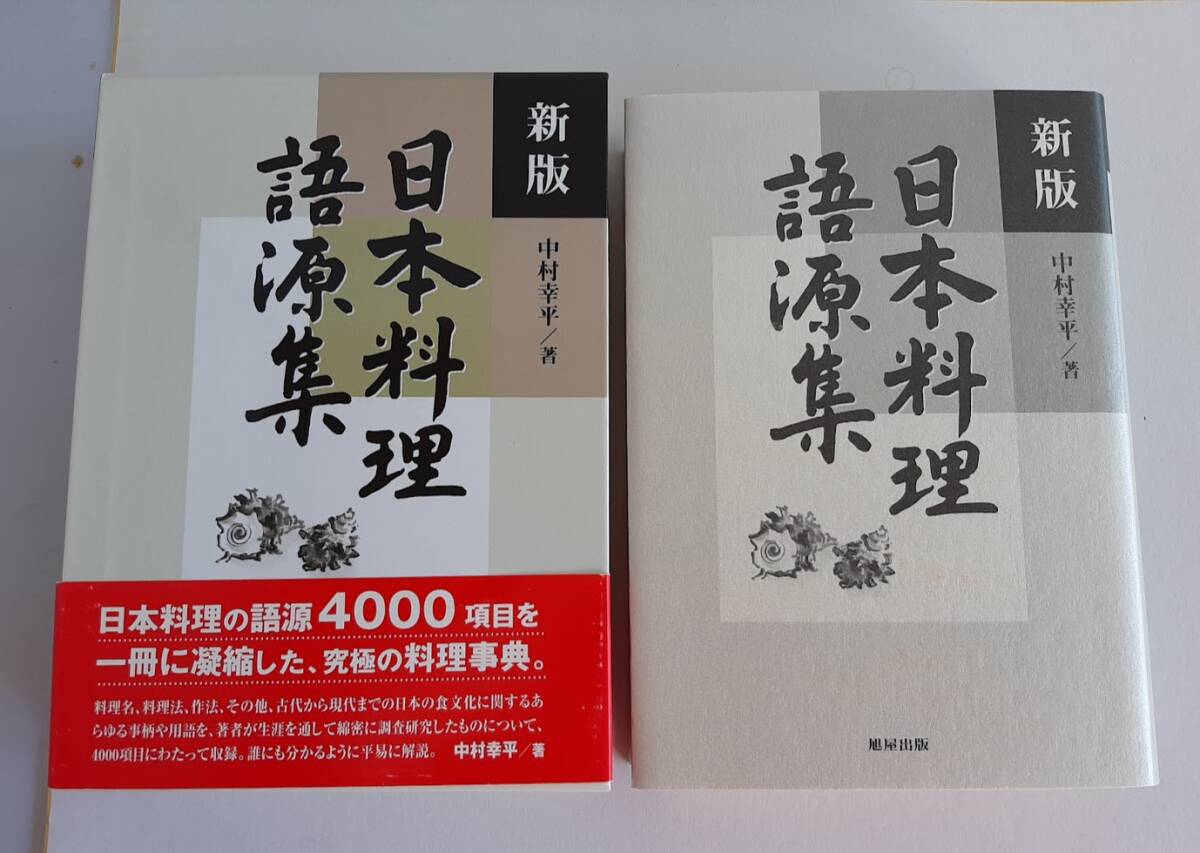 新版
日本料理
語源集
中村幸平/著
日本料理の語源4000項目を
一冊に凝縮した、究極の料理事典。
料理名、料理法、作法、その他、古代から現代までの日本の食文化に関するあ
らゆる事柄や用語を、著者が生涯を通して綿密に調査研究したものについて、
4000項目にわたって収録。誰にも分かるように平易に解説。 中村幸平/著
新版
日本料理
語源集
中村幸平/著
旭屋出版